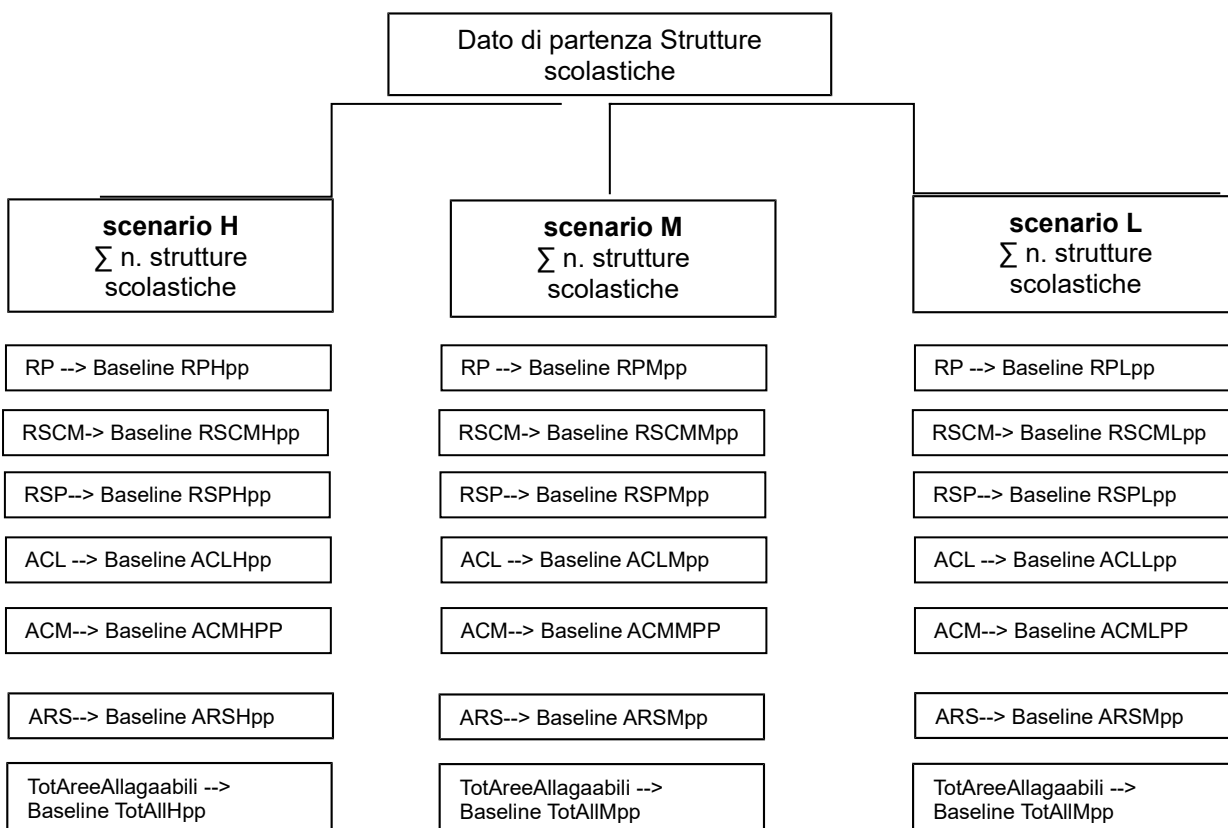 Dato di partenza Strutture
scolastiche
scenario H
∑ n. strutture
scolastiche
RP --> Baseline RPHpp
RSCM-> Baseline RSCMHpp
RSP--> Baseline RSPHpp
ACL --> Baseline ACLHpp
ACM--> Baseline ACMHPP
ARS--> Baseline ARSHpp
TotAreeAllagaabili -->
Baseline TotAllHpp
scenario M
∑ n. strutture
scolastiche
RP --> Baseline RPMpp
RSCM-> Baseline RSCMMpp
RSP--> Baseline RSPMpp
ACL --> Baseline ACLMpp
ACM--> Baseline ACMMPP
ARS--> Baseline ARSMpp
TotAreeAllagaabili -->
Baseline TotAllMpp
scenario L
∑ n. strutture
scolastiche
RP --> Baseline RPLpp
RSCM-> Baseline RSCMLpp
RSP--> Baseline RSPLpp
ACL --> Baseline ACLLpp
ACM--> Baseline ACMLPP
ARS--> Baseline ARSMpp
TotAreeAllagaabili -->
Baseline TotAllMpp